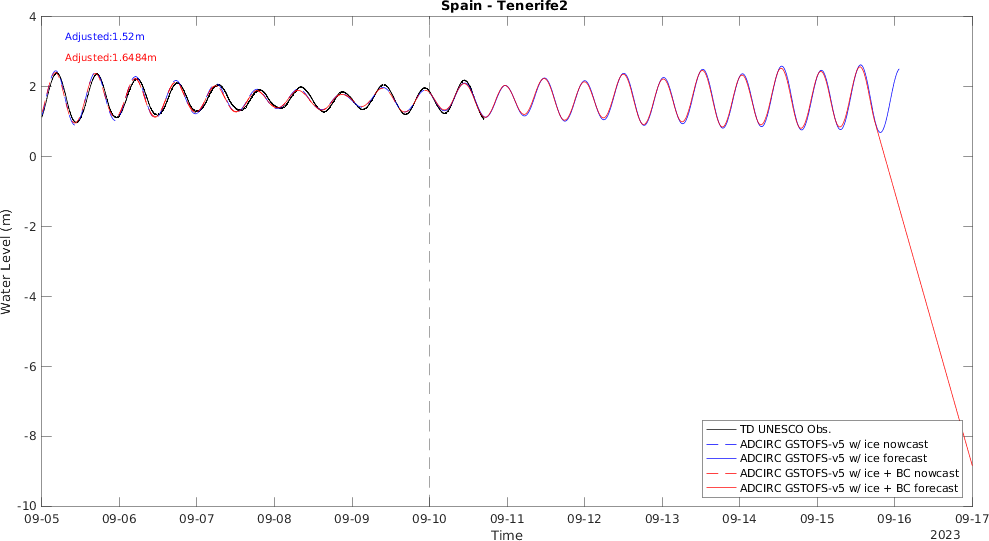 Spain - Tenerife2
Adjusted:1.52m
Adjusted:1.6484m
4
2
0
-2
-4
-6
-8
-10
Water Level (m)
TD UNESCO Obs.
ADCIRC GSTOFS-v5 w/ ice nowcast
ADCIRC GSTOFS-v5 w/ ice forecast
ADCIRC GSTOFS-v5 w/ ice + BC nowcast
ADCIRC GSTOFS-v5 w/ ice + BC forecast
09-05 09-06 09-07 09-08 09-09 09-10 09-11 09-12 09-13 09-14 09-15 09-16 09-17
Time
2023